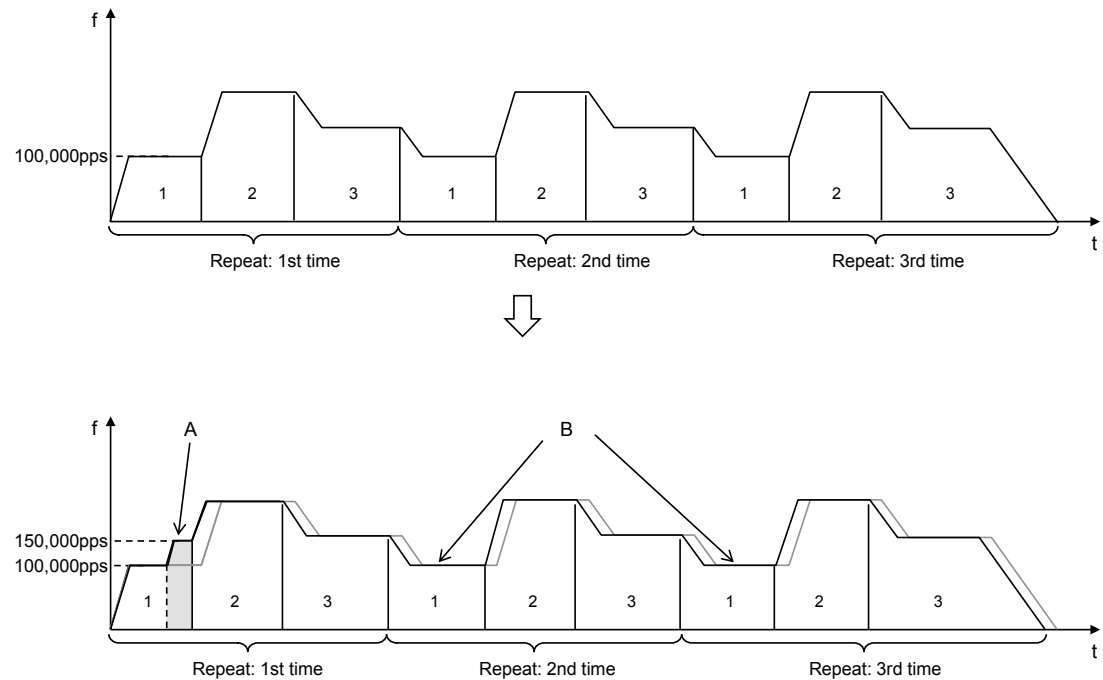 f
100,000pps
1 2 3 1 2 3 1 2 3
t
Repeat: 1st time Repeat: 2nd time Repeat: 3rd time
f
A B
150,000pps
100,000pps
1 2 3 1 2 3 1 2 3
t
Repeat: 1st time Repeat: 2nd time Repeat: 3rd time